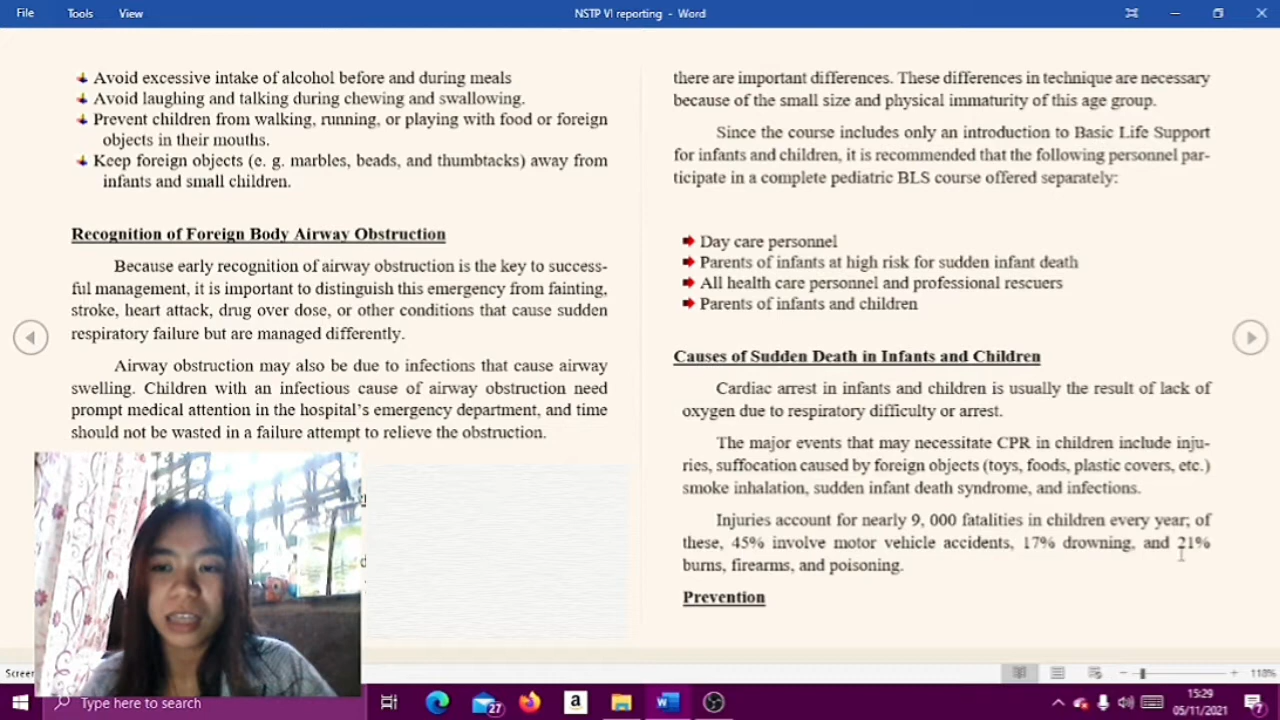 File Tools View NSTP VI reporting - Word
Avoid excessive intake of alcohol before and during meals
Avoid laughing and talking during chewing and swallowing.
Prevent children from walking, running, or playing with food or foreign
objects in their mouths.
Keep foreign objects (e. g. marbles, beads, and thumbtacks) away from
infants and small children.
Recognition of Foreign Body Airway Obstruction
Because early recognition of airway obstruction is the key to success-
ful management, it is important to distinguish this emergency from fainting,
stroke, heart attack, drug over dose, or other conditions that cause sudden
respiratory failure but are managed differently.
Airway obstruction may also be due to infections that cause airway
swelling. Children with an infectious cause of airway obstruction need
prompt medical attention in the hospital's emergency department, and time
should not be wasted in a failure attempt to relieve the obstruction.
there are important differences. These differences in technique are necessary
because of the small size and physical immaturity of this age group.
Since the course includes only an introduction to Basic Life Support
for infants and children, it is recommended that the following personnel par-
ticipate in a complete pediatric BLS course offered separately:
Day care personnel
Parents of infants at high risk for sudden infant death
All health care personnel and professional rescuers
Parents of infants and children
Causes of Sudden Death in Infants and Children
Cardiac arrest in infants and children is usually the result of lack of
oxygen due to respiratory difficulty or arrest.
The major events that may necessitate CPR in children include inju-
ries, suffocation caused by foreign objects (toys, foods, plastic covers, etc.)
smoke inhalation, sudden infant death syndrome, and infections.
Injuries account for nearly 9, 000 fatalities in children every year; of
these, 45% involve motor vehicle accidents, 17% drowning, and 21%
burns, firearms, and poisoning.
Prevention
Screen
118%
Type here to search
27
a
15:29
05/11/2021
7